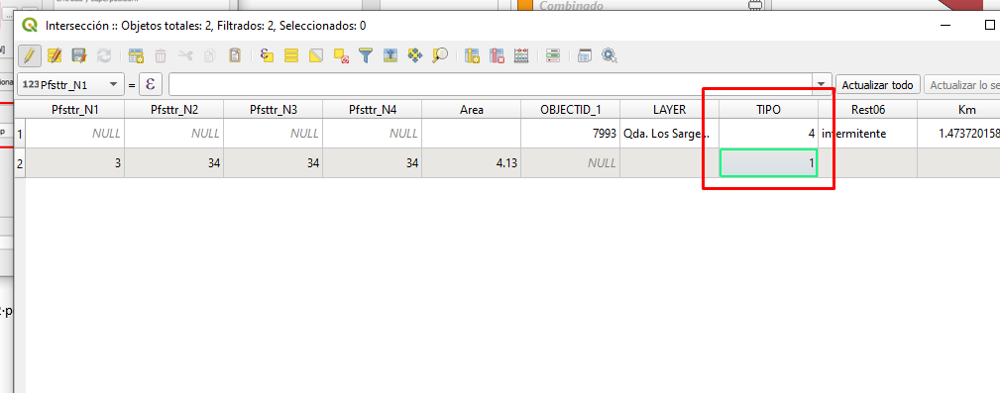 Combinado
Intersección :: Objetos totales: 2, Filtrados: 2, Seleccionados: 0
123 Pfsttr_N1 = ε Actualizar todo Actualizar lo se
Pfsttr_N1 Pfsttr_N2 Pfsttr_N3 Pfsttr_N4 Area OBJECTID_1 LAYER TIPO Rest06 Km
1 NULL NULL NULL NULL 7993 Qda. Los Sarge... 4 intermitente 1.473720158
2 3 34 34 34 4.13 NULL 1